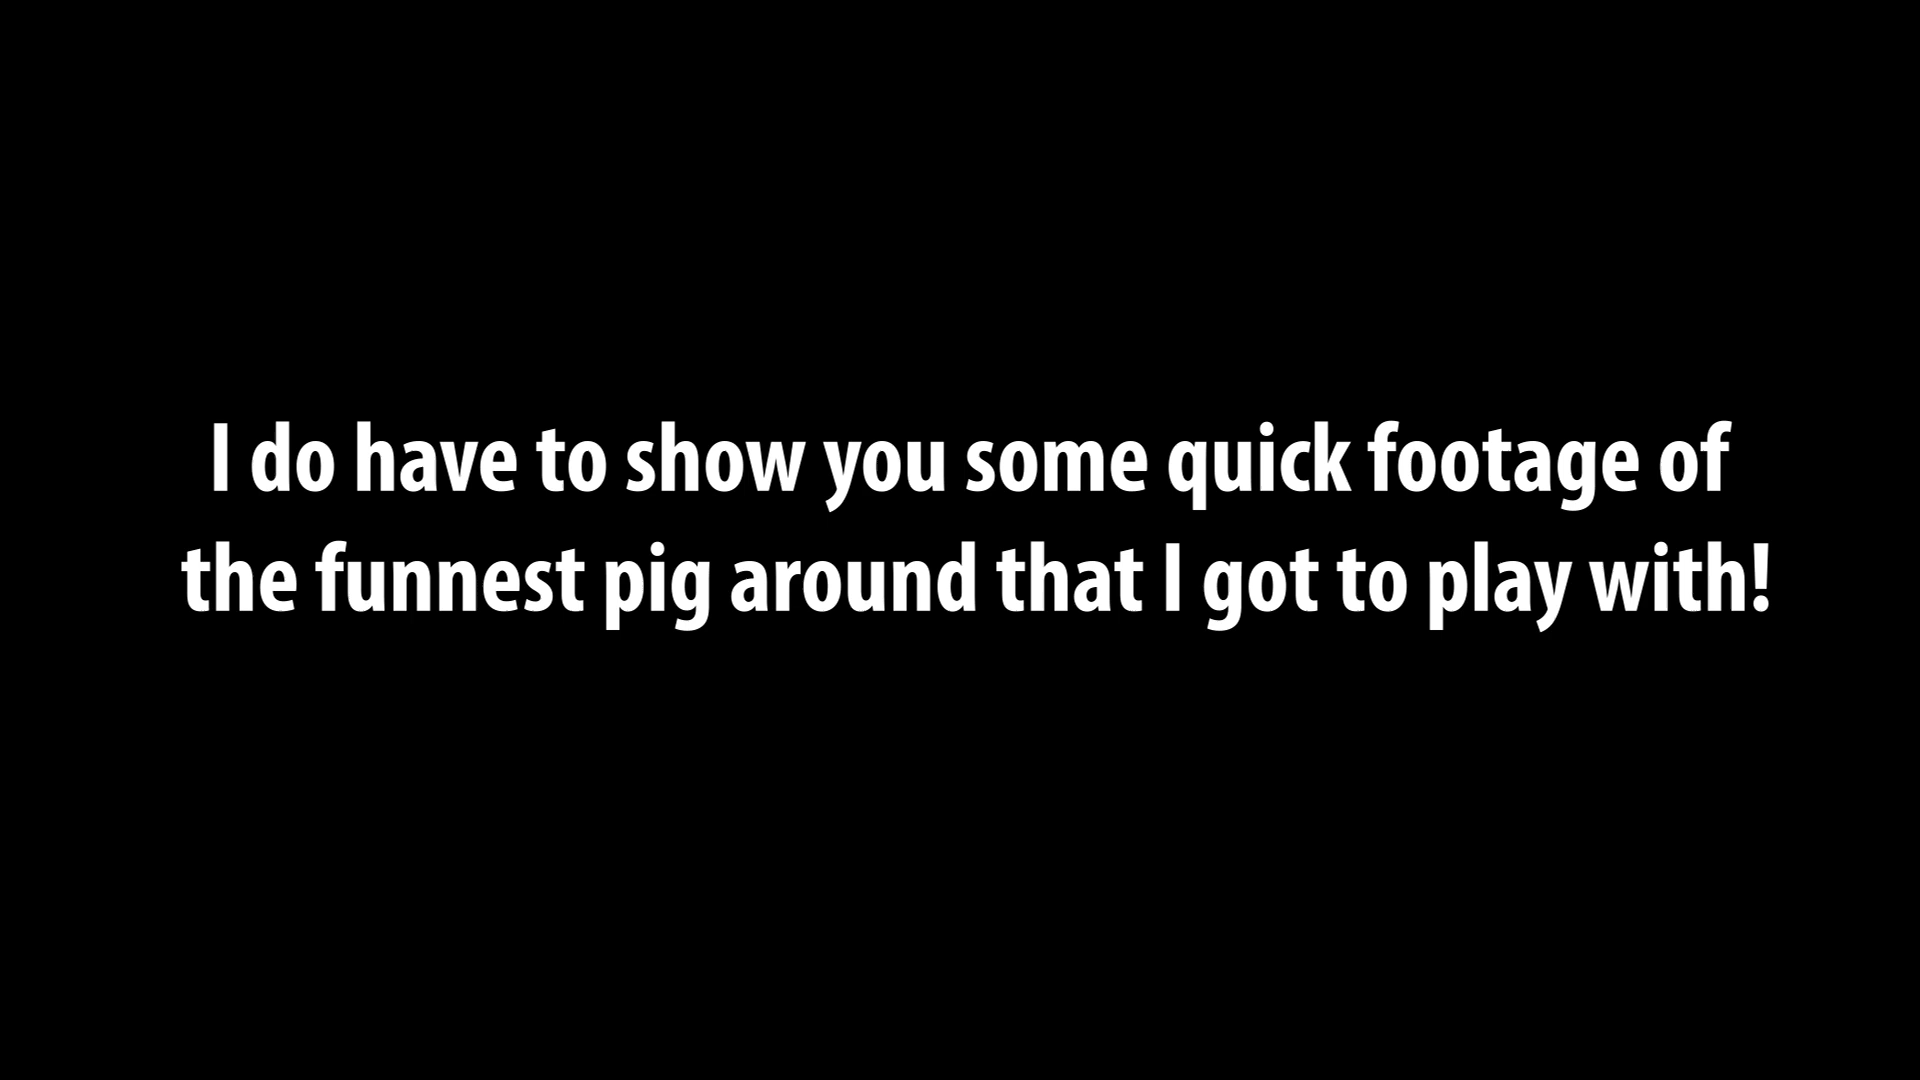 I do have to show you some quick footage of
the funnest pig around that I got to play with!